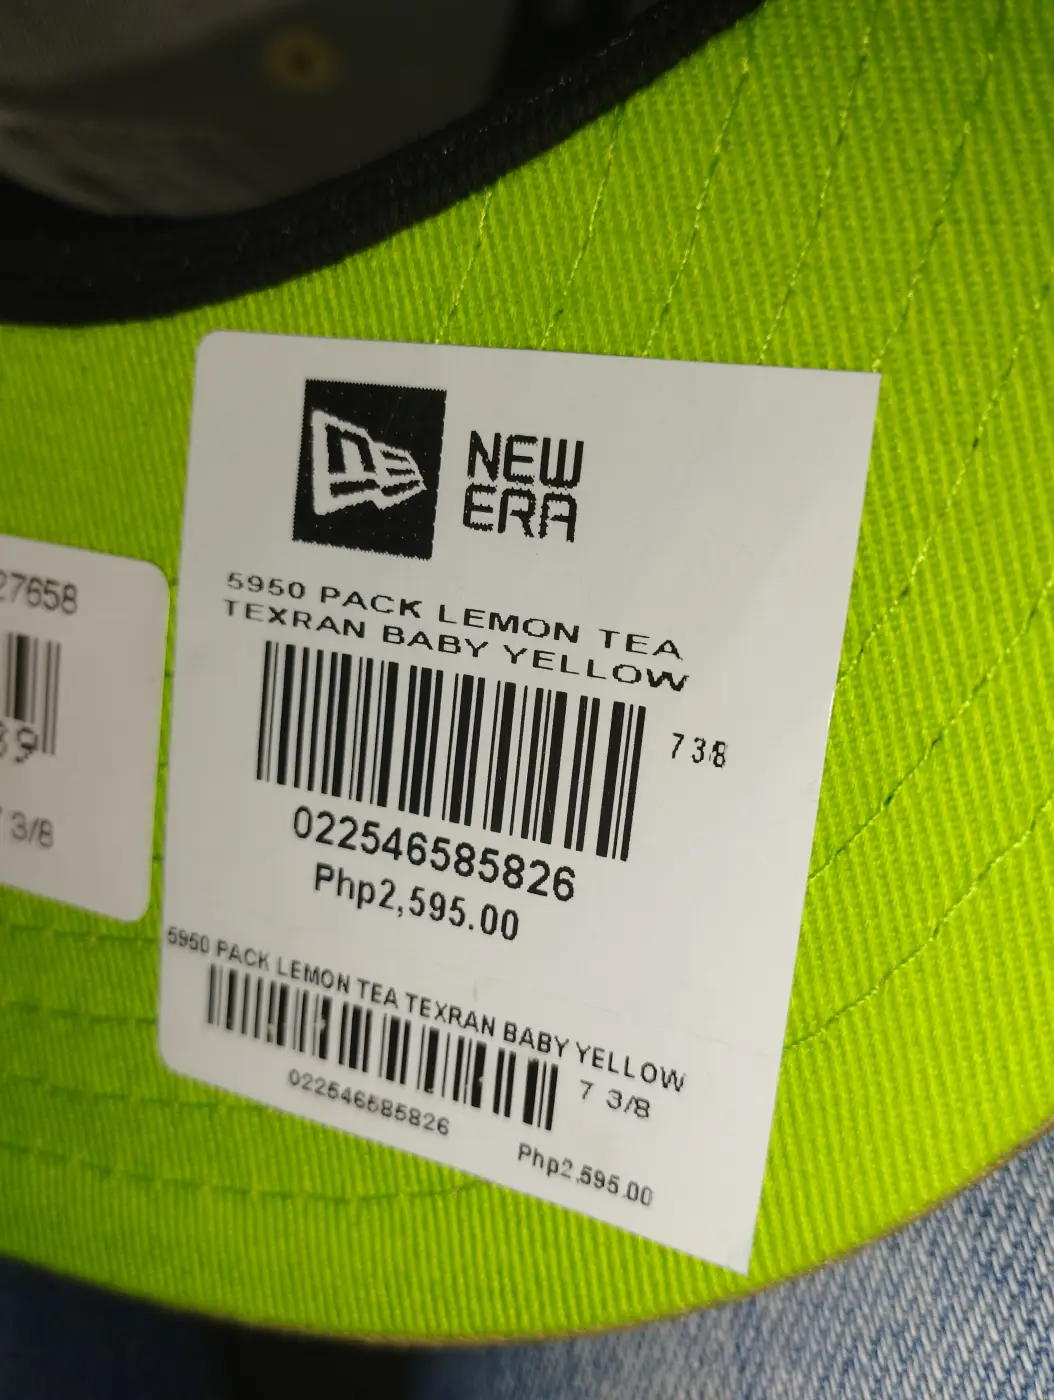 NEW
ERA
5950 PACK LEMON TEA
TEXRAN BABY YELLOW
7 3/8
022546585826
Php2,595.00
5950 PACK LEMON TEA TEXRAN BABY YELLOW
7 3/8
022546585826
Php2,595.00
27658
39
3/8